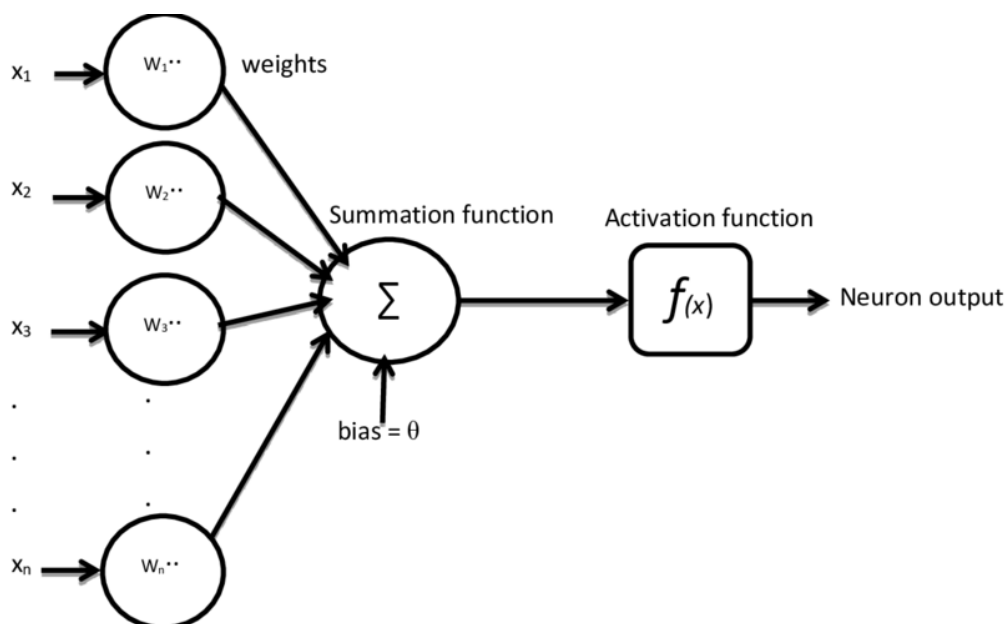 x₁
W₁..
weights
x₂
W₂..
Summation function
Activation function
∑
f(x)
Neuron output
x₃
W₃..
bias = θ
xₙ
Wₙ..